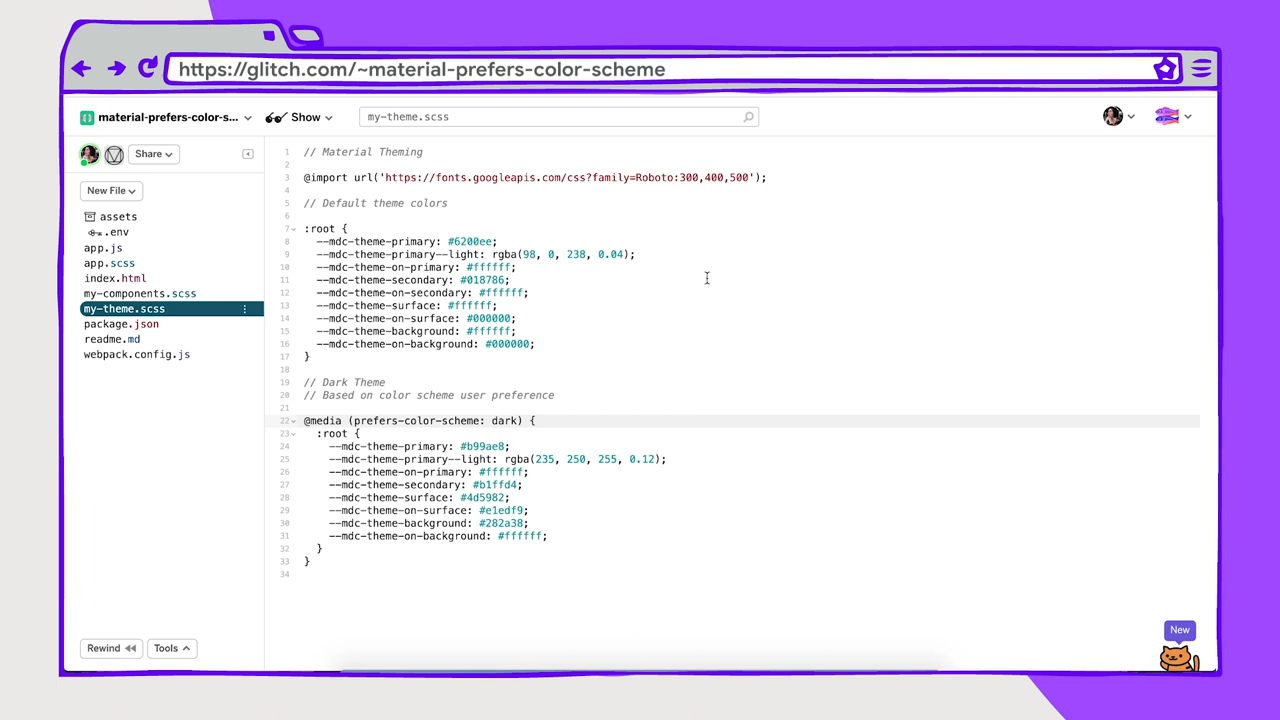 https://glitch.com/~material-prefers-color-scheme
material-prefers-color-s...
Show
my-theme.scss
Share
New File
assets
.env
app.js
app.scss
index.html
my-components.scss
my-theme.scss
package.json
readme.md
webpack.config.js
Rewind
Tools
1 // Material Theming
2
3 @import url('https://fonts.googleapis.com/css?family=Roboto:300,400,500');
4
5 // Default theme colors
6
7 :root {
8 --mdc-theme-primary: #6200ee;
9 --mdc-theme-primary--light: rgba(98, 0, 238, 0.04);
10 --mdc-theme-on-primary: #ffffff;
11 --mdc-theme-secondary: #018786;
12 --mdc-theme-on-secondary: #ffffff;
13 --mdc-theme-surface: #ffffff;
14 --mdc-theme-on-surface: #000000;
15 --mdc-theme-background: #ffffff;
16 --mdc-theme-on-background: #000000;
17 }
18
19 // Dark Theme
20 // Based on color scheme user preference
21
22 @media (prefers-color-scheme: dark) {
23 :root {
24 --mdc-theme-primary: #b99ae8;
25 --mdc-theme-primary--light: rgba(235, 250, 255, 0.12);
26 --mdc-theme-on-primary: #ffffff;
27 --mdc-theme-secondary: #b1ffd4;
28 --mdc-theme-surface: #4d5982;
29 --mdc-theme-on-surface: #e1edf9;
30 --mdc-theme-background: #282a38;
31 --mdc-theme-on-background: #ffffff;
32 }
33 }
34
New